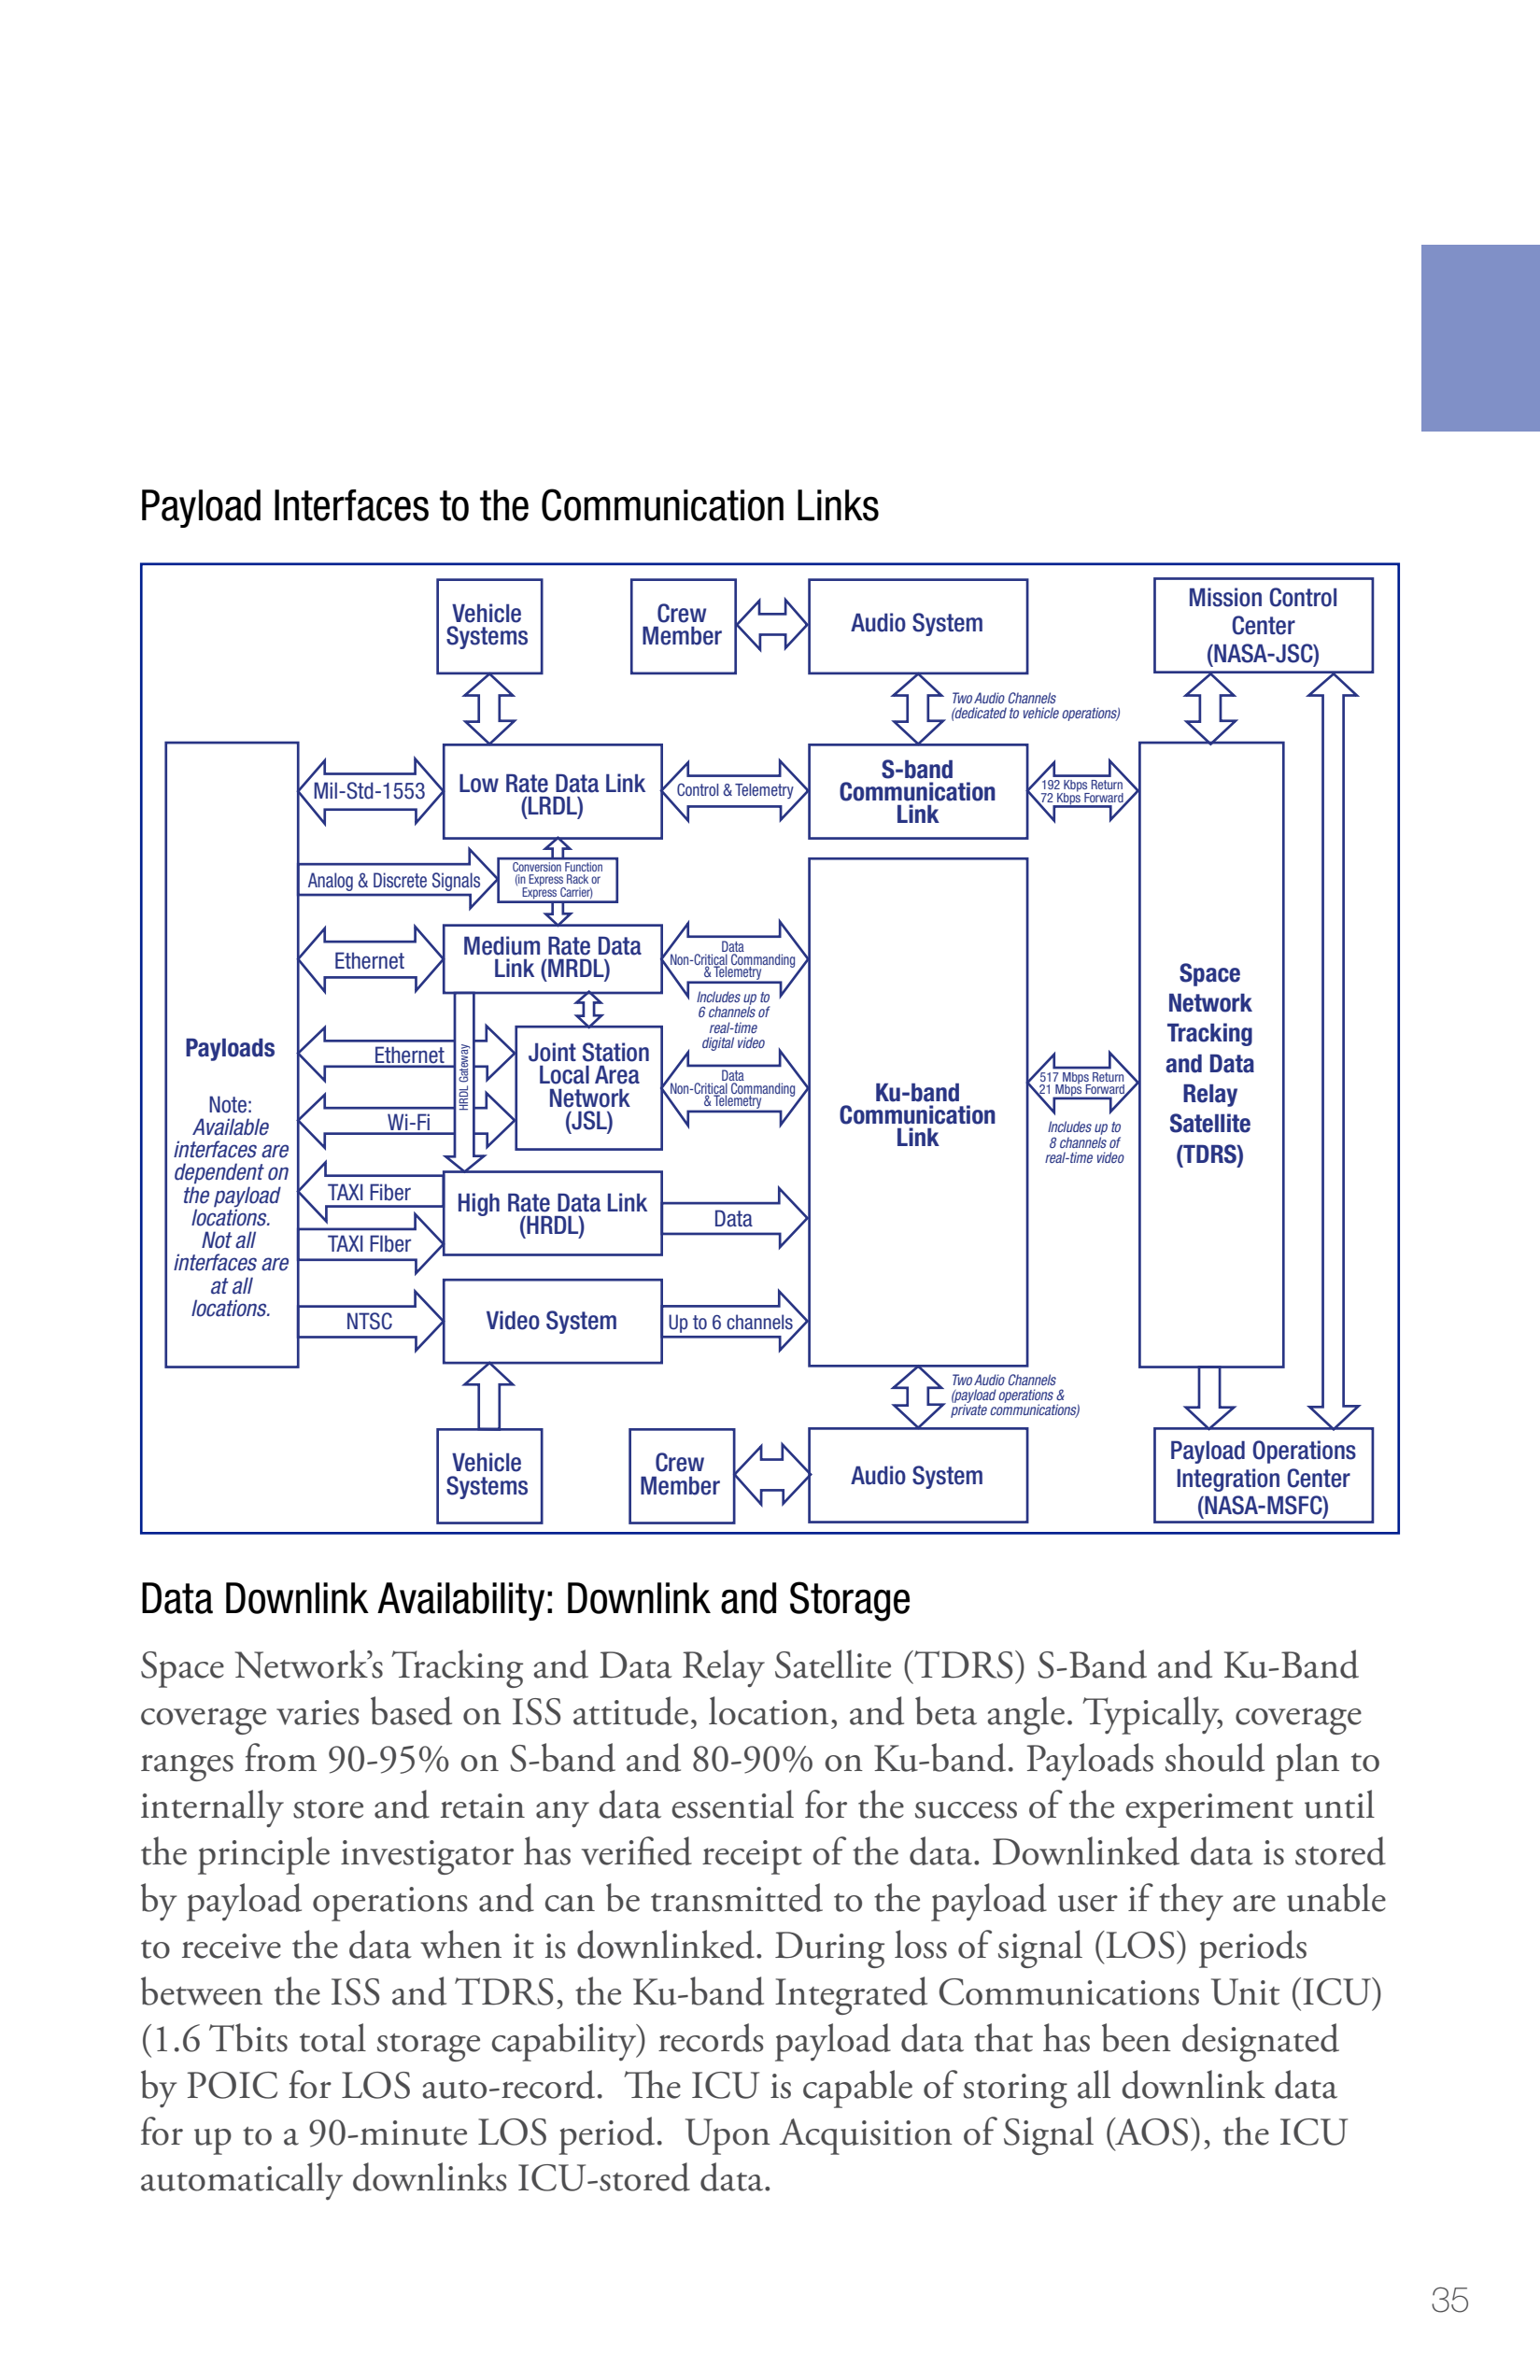 Payload Interfaces to the Communication Links
Vehicle
Systems
Crew
Member
Audio System
Mission Control
Center
(NASA-JSC)
Two Audio Channels
(dedicated to vehicle operations)
Mil-Std-1553
Low Rate Data Link
(LRDL)
Control & Telemetry
S-band
Communication
Link
192 Kbps Return
72 Kbps Forward
Analog & Discrete Signals
Conversion Function
(in Express Rack or
Express Carrier)
Ethernet
Medium Rate Data
Link (MRDL)
Data
Non-Critical Commanding
& Telemetry
Includes up to
6 channels of
real-time
digital video
Payloads
Note:
Available
interfaces are
dependent on
the payload
locations.
Not all
interfaces are
at all
locations.
Ethernet
HRDL Gateway
Wi-Fi
Joint Station
Local Area
Network
(JSL)
Data
Non-Critical Commanding
& Telemetry
Ku-band
Communication
Link
517 Mbps Return
21 Mbps Forward
Includes up to
8 channels of
real-time video
Space
Network
Tracking
and Data
Relay
Satellite
(TDRS)
TAXI Fiber
TAXI FIber
High Rate Data Link
(HRDL)
Data
NTSC
Video System
Up to 6 channels
Two Audio Channels
(payload operations &
private communications)
Vehicle
Systems
Crew
Member
Audio System
Payload Operations
Integration Center
(NASA-MSFC)
Data Downlink Availability: Downlink and Storage
Space Network’s Tracking and Data Relay Satellite (TDRS) S-Band and Ku-Band
coverage varies based on ISS attitude, location, and beta angle. Typically, coverage
ranges from 90-95% on S-band and 80-90% on Ku-band. Payloads should plan to
internally store and retain any data essential for the success of the experiment until
the principle investigator has verified receipt of the data. Downlinked data is stored
by payload operations and can be transmitted to the payload user if they are unable
to receive the data when it is downlinked. During loss of signal (LOS) periods
between the ISS and TDRS, the Ku-band Integrated Communications Unit (ICU)
(1.6 Tbits total storage capability) records payload data that has been designated
by POIC for LOS auto-record.  The ICU is capable of storing all downlink data
for up to a 90-minute LOS period.  Upon Acquisition of Signal (AOS), the ICU
automatically downlinks ICU-stored data.
35